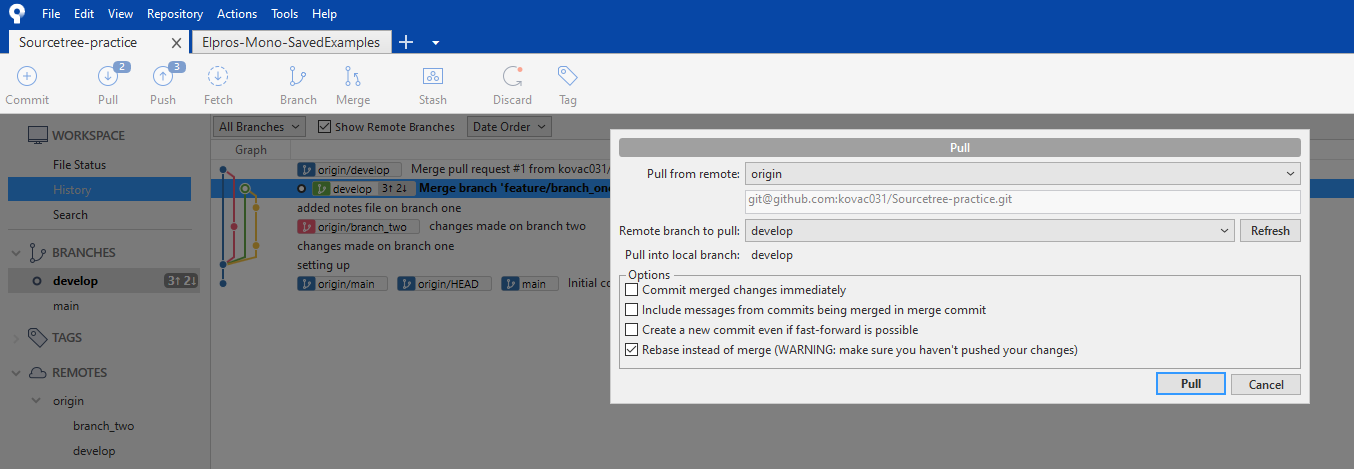 File Edit View Repository Actions Tools Help
Sourcetree-practice Elpros-Mono-SavedExamples
2 3
Commit Pull Push Fetch Branch Merge Stash Discard Tag
WORKSPACE
File Status
History
Search
BRANCHES
develop 3↑ 2↓
main
TAGS
REMOTES
origin
branch_two
develop
All Branches Show Remote Branches Date Order
Graph
origin/develop Merge pull request #1 from kovac031/
develop 3↑ 2↓ Merge branch 'feature/branch_one
added notes file on branch one
origin/branch_two changes made on branch two
changes made on branch one
setting up
origin/main origin/HEAD main Initial co
Pull
Pull from remote: origin
git@github.com:kovac031/Sourcetree-practice.git
Remote branch to pull: develop Refresh
Pull into local branch: develop
Options
Commit merged changes immediately
Include messages from commits being merged in merge commit
Create a new commit even if fast-forward is possible
Rebase instead of merge (WARNING: make sure you haven't pushed your changes)
Pull Cancel